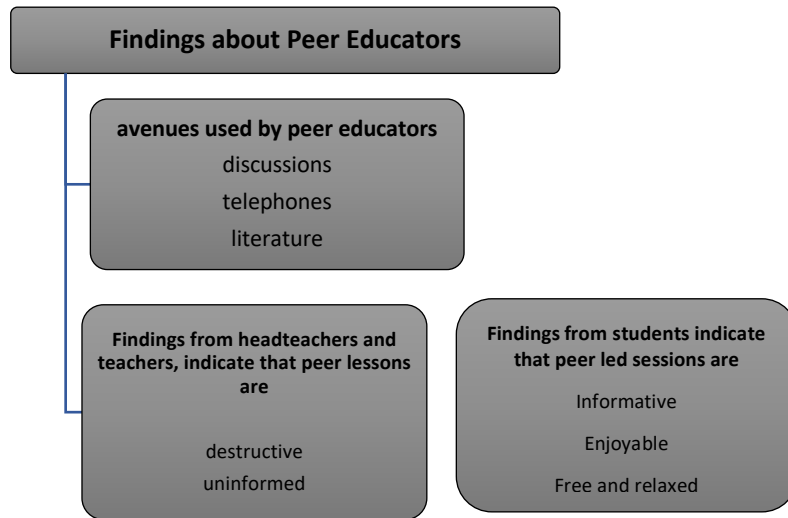 Findings about Peer Educators
avenues used by peer educators
discussions
telephones
literature
Findings from headteachers and
teachers, indicate that peer lessons
are
destructive
uninformed
Findings from students indicate
that peer led sessions are
Informative
Enjoyable
Free and relaxed